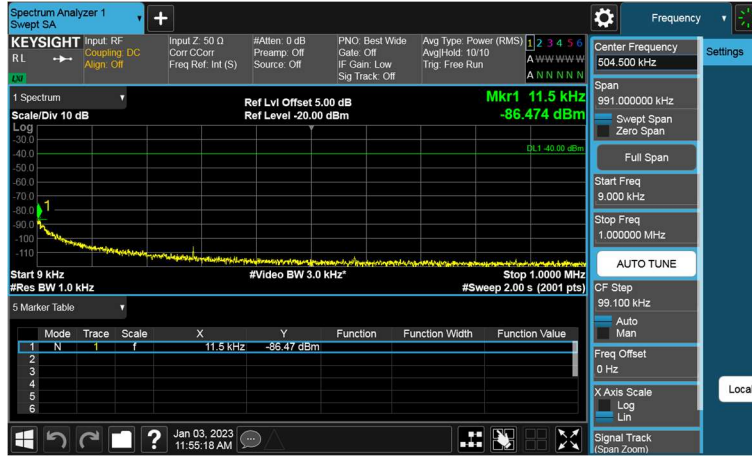 Spectrum Analyzer 1
Swept SA
Frequency
KEYSIGHT
Input: RF
Coupling: DC
Align: Off
Input Z: 50 Ω
Corr CCorr
Freq Ref: Int (S)
#Atten: 0 dB
Preamp: Off
Source: Off
PNO: Best Wide
Gate: Off
IF Gain: Low
Sig Track: Off
Avg Type: Power (RMS)
Avg|Hold: 10/10
Trig: Free Run
1 2 3 4 5 6
A W W W W W
A N N N N N
R L
LXI
Center Frequency
504.500 kHz
Settings
Span
991.000000 kHz
Swept Span
Zero Span
Full Span
Start Freq
9.000 kHz
Stop Freq
1.000000 MHz
AUTO TUNE
CF Step
99.100 kHz
Auto
Man
Freq Offset
0 Hz
X Axis Scale
Log
Lin
Signal Track
(Span Zoom)
Local
1 Spectrum
Scale/Div 10 dB
Ref Lvl Offset 5.00 dB
Ref Level -20.00 dBm
Mkr1 11.5 kHz
-86.474 dBm
Log
-30.0
-40.0
-50.0
-60.0
-70.0
-80.0
-90.0
-100
-110
DL1 -40.00 dBm
1
Start 9 kHz
#Res BW 1.0 kHz
#Video BW 3.0 kHz*
Stop 1.0000 MHz
#Sweep 2.00 s (2001 pts)
5 Marker Table
Mode Trace Scale X Y Function Function Width Function Value
1 N 1 f 11.5 kHz -86.47 dBm
2
3
4
5
6
?
Jan 03, 2023
11:55:18 AM